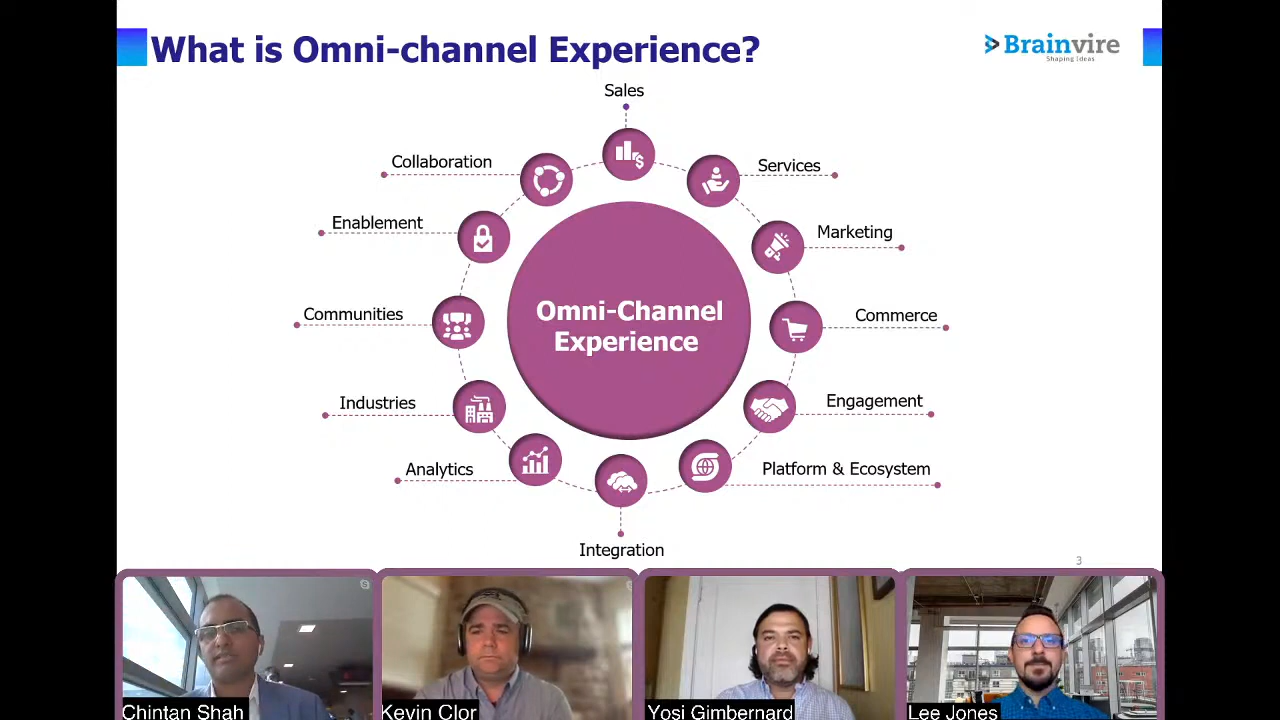 What is Omni-channel Experience?
Brainvire
Shaping Ideas
Sales
Collaboration
Services
Enablement
Marketing
Communities
Commerce
Omni-Channel
Experience
Industries
Engagement
Analytics
Platform & Ecosystem
Integration
3
Chintan Shah
Kevin Clor
Yosi Gimbernard
Lee Jones